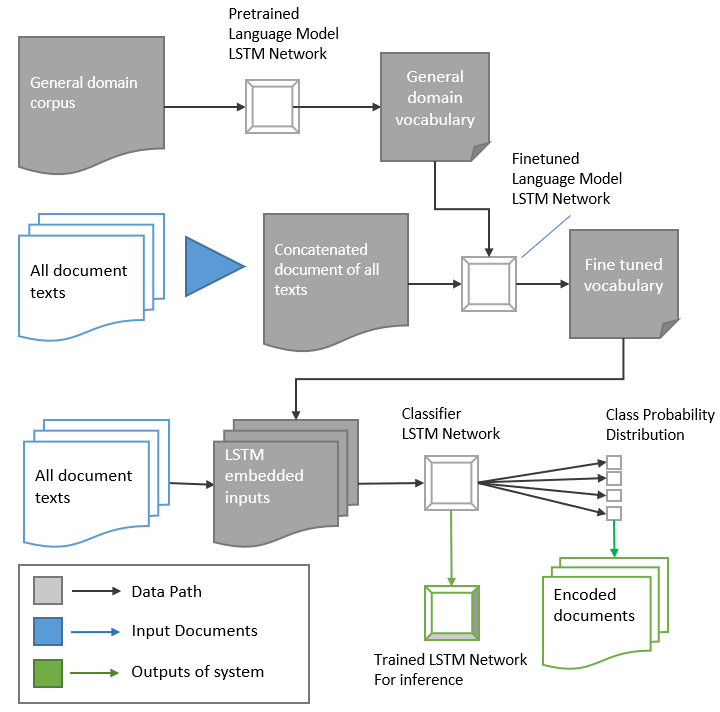 Pretrained
Language Model
LSTM Network
General domain
corpus
General
domain
vocabulary
Finetuned
Language Model
LSTM Network
All document
texts
Concatenated
document of all
texts
Fine tuned
vocabulary
Classifier
LSTM Network
Class Probability
Distribution
All document
texts
LSTM
embedded
inputs
Encoded
documents
Trained LSTM Network
For inference
Data Path
Input Documents
Outputs of system